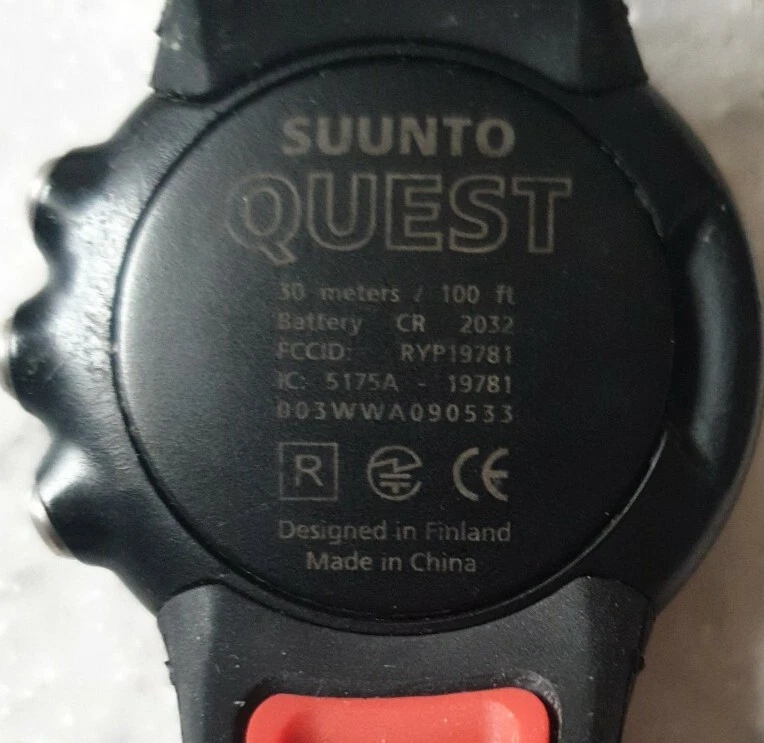 SUUNTO
QUEST
30 meters / 100 ft
Battery CR 2032
FCCID: RYP19781
IC: 5175A - 19781
003WWA090533
R CE
Designed in Finland
Made in China